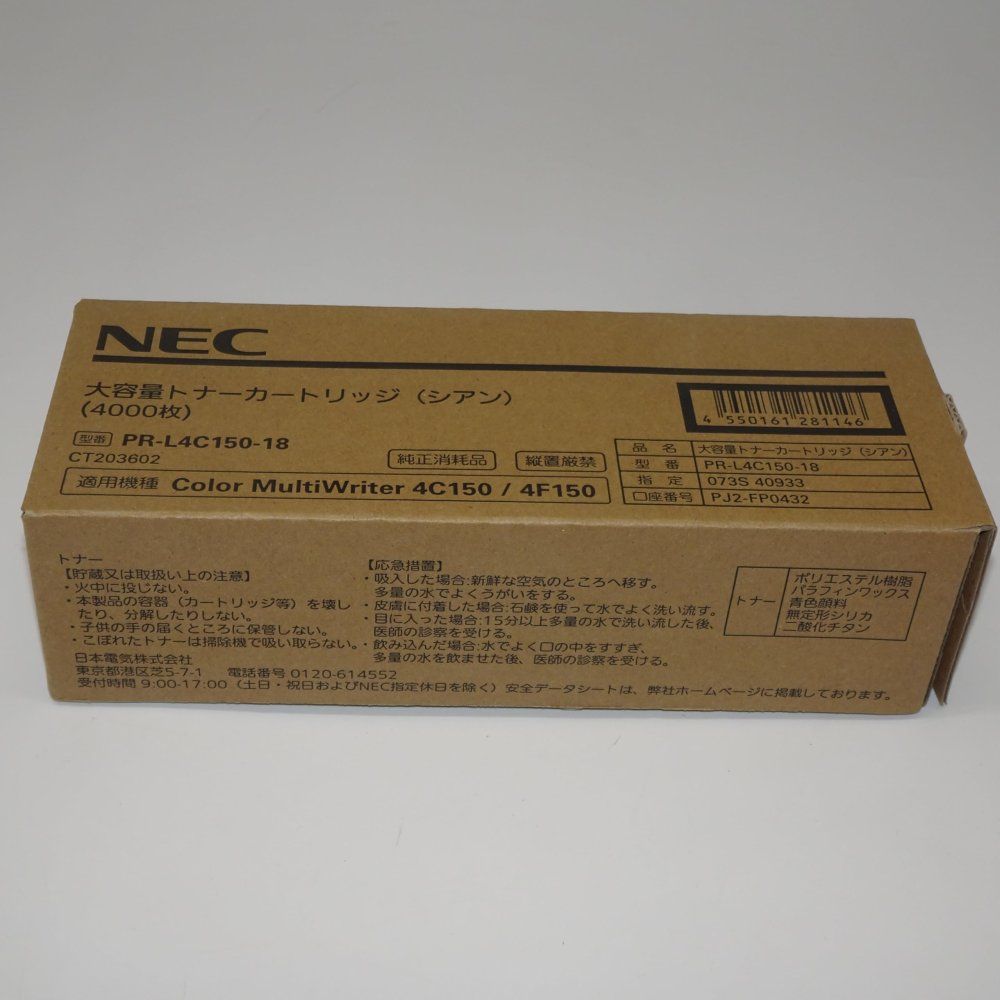 NEC
大容量トナーカートリッジ（シアン）
(4000枚)
型番 PR-L4C150-18
CT203602
純正消耗品 縦置厳禁
適用機種 Color MultiWriter 4C150 / 4F150
4 550161 281146
品名 大容量トナーカートリッジ（シアン）
型番 PR-L4C150-18
指定 073S 40933
口座番号 PJ2-FP0432
トナー
【貯蔵又は取扱い上の注意】
・火中に投じない。
・本製品の容器（カートリッジ等）を壊し
たり、分解したりしない。
・子供の手の届くところに保管しない。
・こぼれたトナーは掃除機で吸い取らない。
【応急措置】
・吸入した場合:新鮮な空気のところへ移す。
多量の水でよくうがいをする。
・皮膚に付着した場合:石鹸を使って水でよく洗い流す。
・目に入った場合:15分以上多量の水で洗い流した後、
医師の診察を受ける。
・飲み込んだ場合:水でよく口の中をすすぎ、
多量の水を飲ませた後、医師の診察を受ける。
トナー
ポリエステル樹脂
パラフィンワックス
青色顔料
無定形シリカ
二酸化チタン
日本電気株式会社
東京都港区芝5-7-1 電話番号 0120-614552
受付時間 9:00-17:00（土日・祝日およびNEC指定休日を除く）安全データシートは、弊社ホームページに掲載しております。